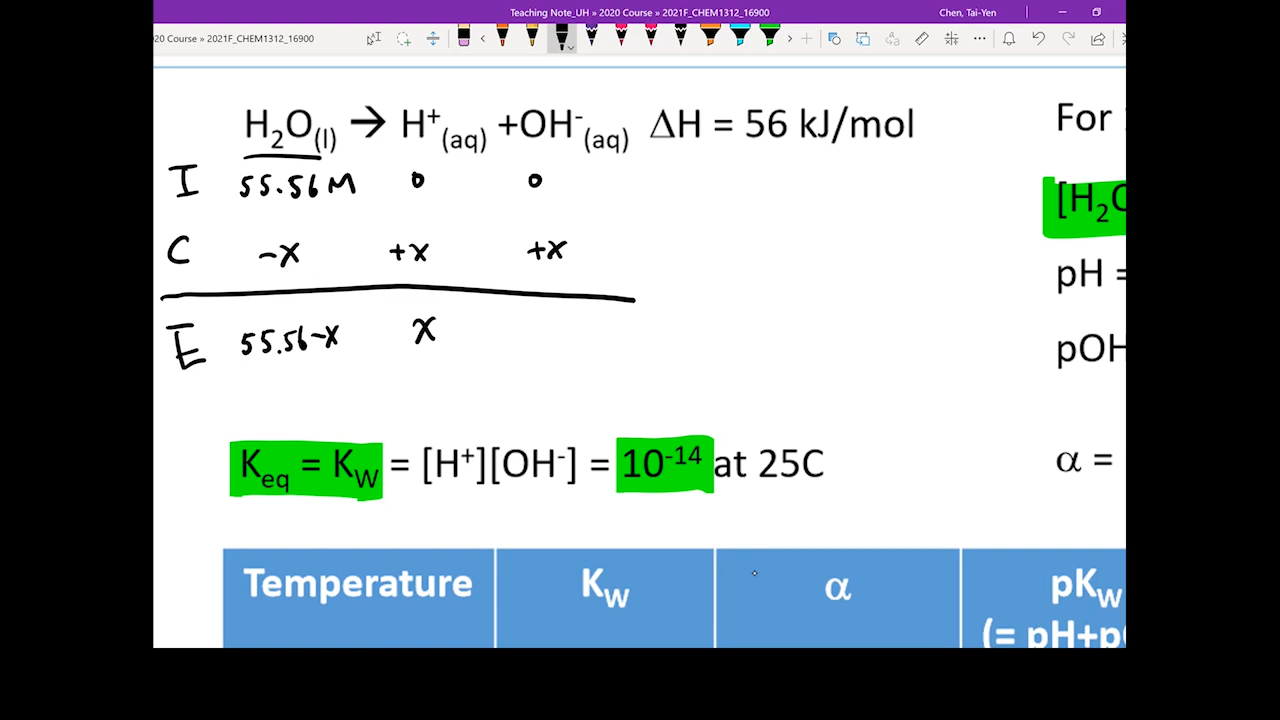 Teaching Note_UH » 2020 Course » 2021F_CHEM1312_16900
Chen, Tai-Yen
20 Course » 2021F_CHEM1312_16900
H₂O(l) → H⁺(aq) +OH⁻(aq) ΔH = 56 kJ/mol
For
I 55.56M 0 0
[H₂O
C -x +x +x
pH =
E 55.56-x x
pOH
Keq = KW = [H⁺][OH⁻] = 10⁻¹⁴ at 25C
α =
Temperature KW α pKW
(= pH+p